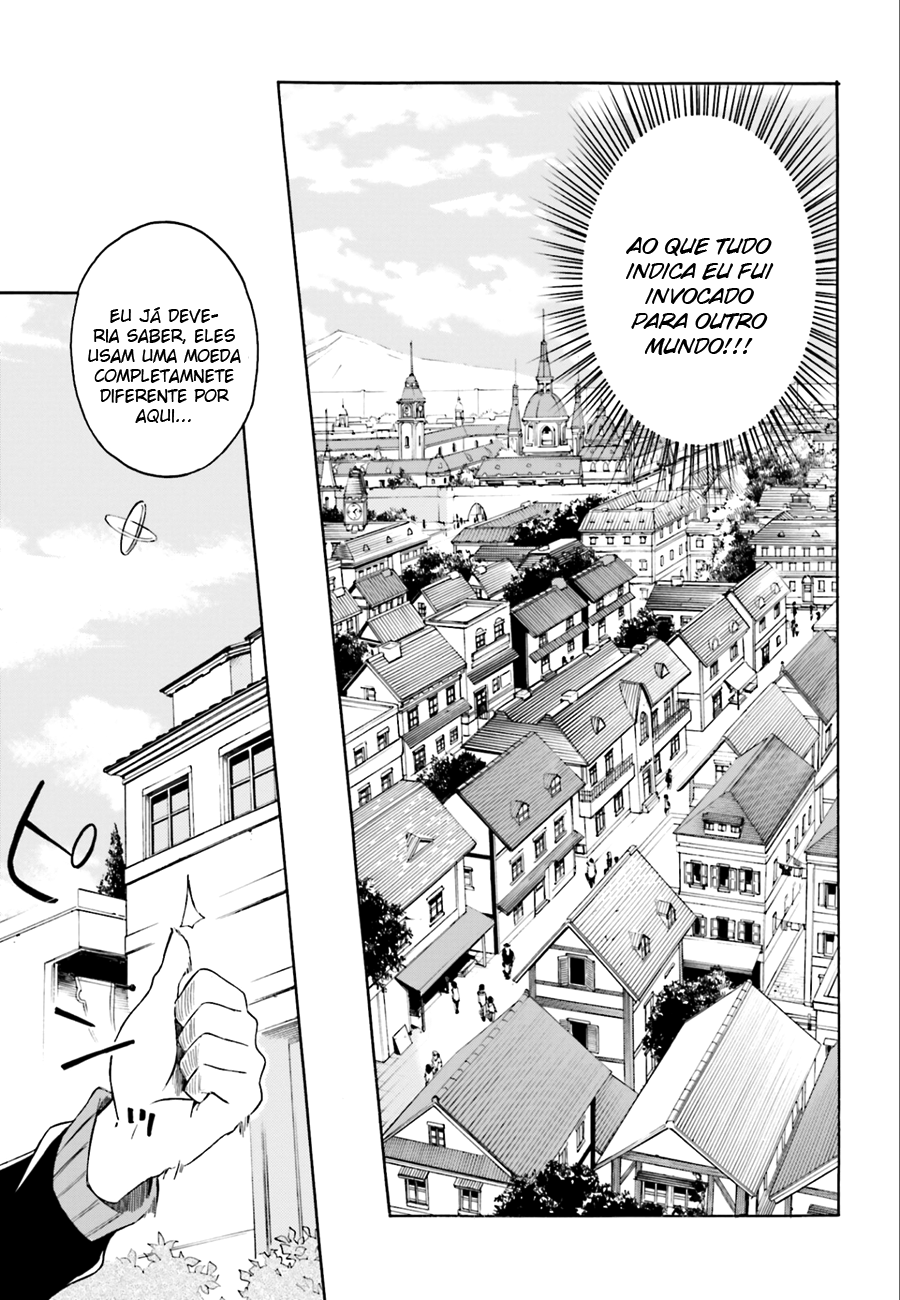 AO QUE TUDO
INDICA EU FUI
INVOCADO
PARA OUTRO
MUNDO!!!
EU JÁ DEVE-
RIA SABER, ELES
USAM UMA MOEDA
COMPLETAMNETE
DIFERENTE POR
AQUI...
ピ